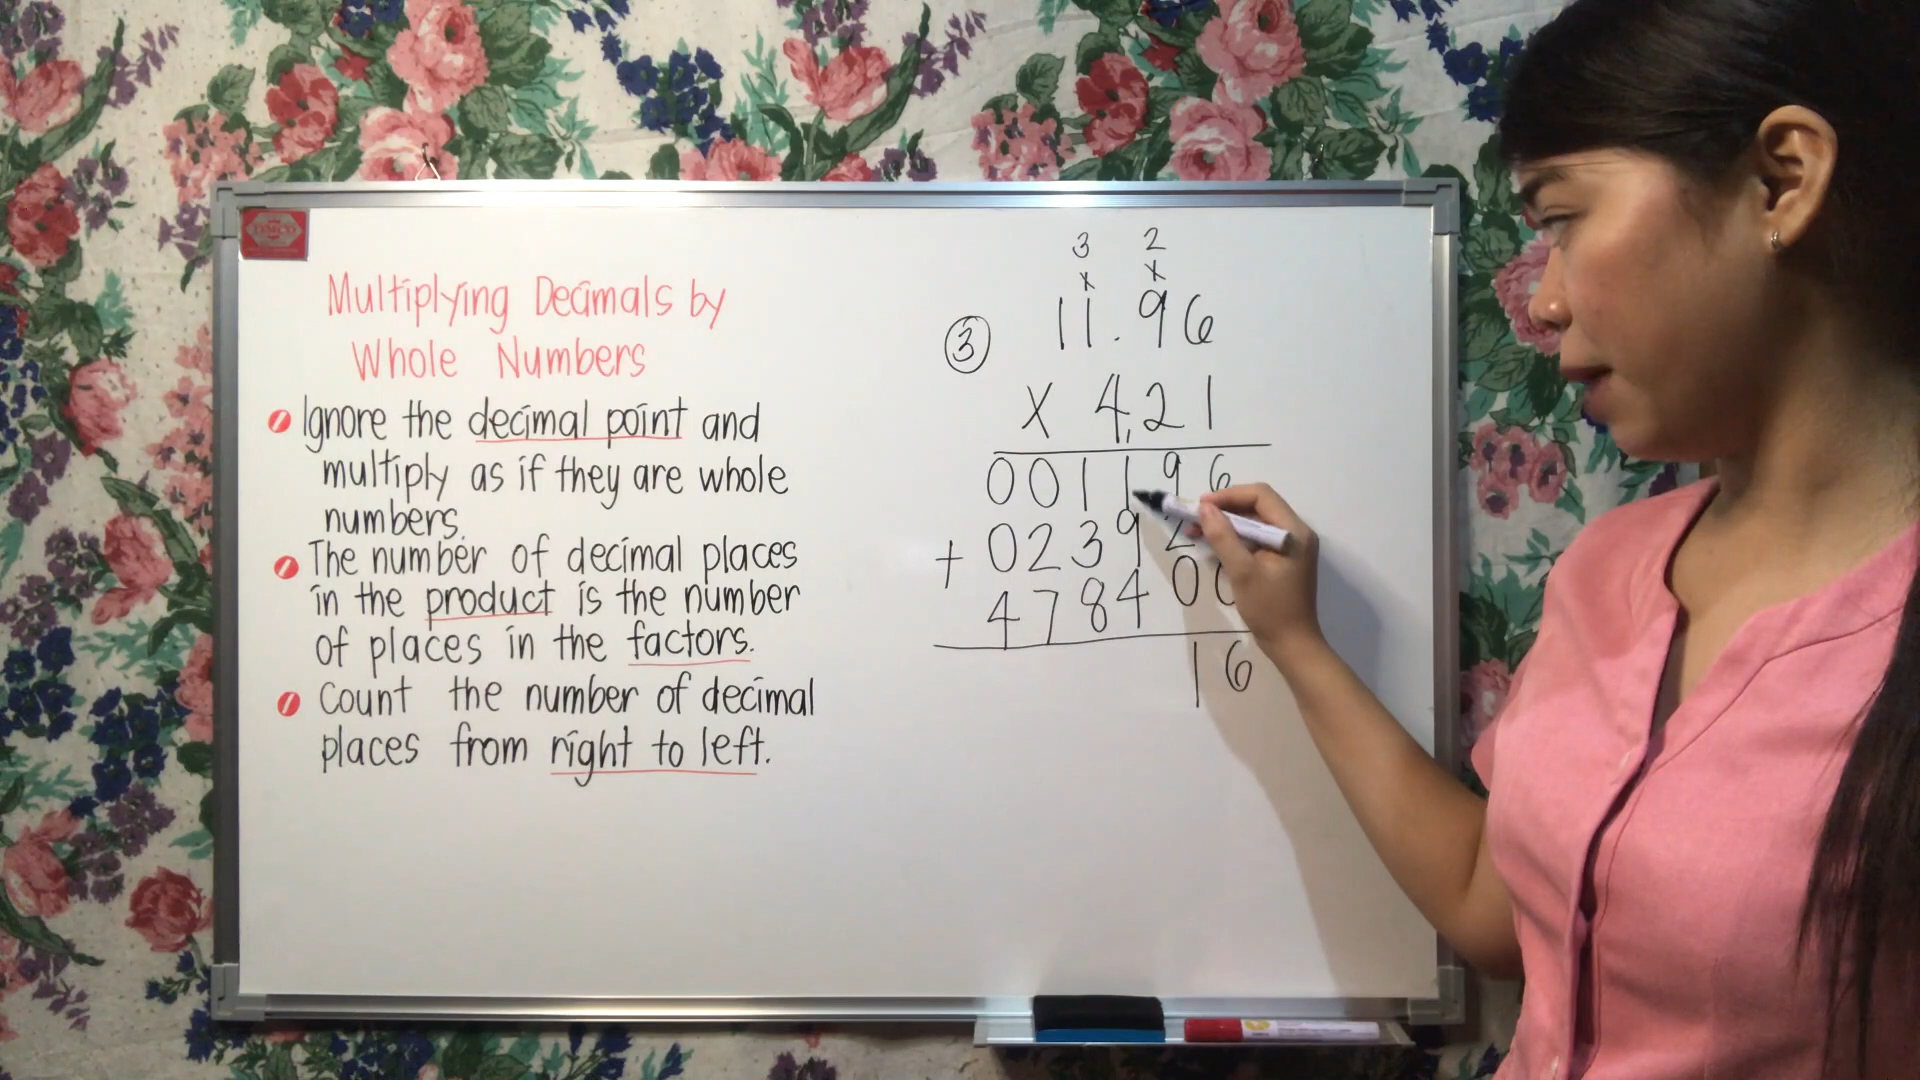 Multiplying Decimals by
Whole Numbers
Ignore the decimal point and
multiply as if they are whole
numbers.
The number of decimal places
in the product is the number
of places in the factors.
Count the number of decimal
places from right to left.
3 2
x x
③ 11.96
X 4,21
001196
+ 02392
478400
16